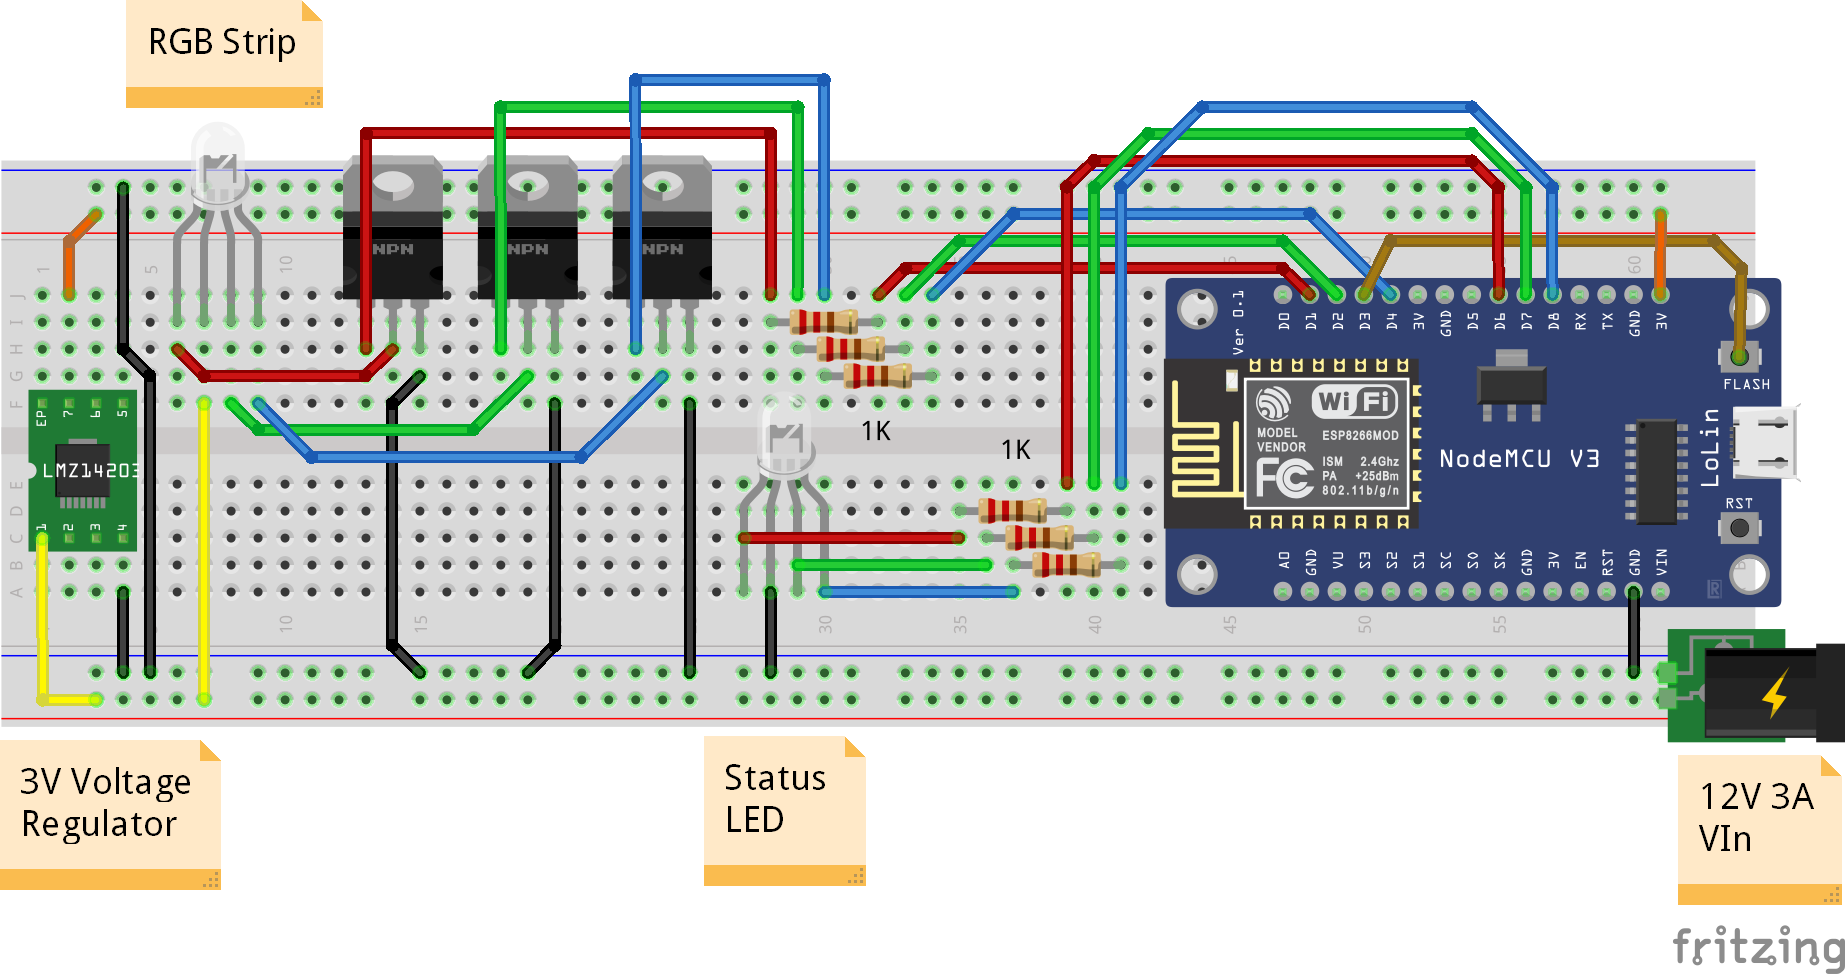 RGB Strip
NPN
NPN
NPN
1
5
10
J
I
H
G
F
E
D
C
B
A
EP 7 6 5
LMZ14203
1 2 3 4
10
15
30
35
40
45
50
55
60
1K
1K
Ver 0.1
D0 D1 D2 D3 D4 3V GND D5 D6 D7 D8 RX TX GND 3V
FLASH
WiFi
MODEL
VENDOR
ESP8266MOD
FC
ISM 2.4Ghz
PA +25dBm
802.11b/g/n
NodeMCU V3
LoLin
RST
A0 GND VU S3 S2 S1 SC S0 SK GND 3V EN RST GND VIN
3V Voltage
Regulator
Status
LED
12V 3A
VIn
fritzing